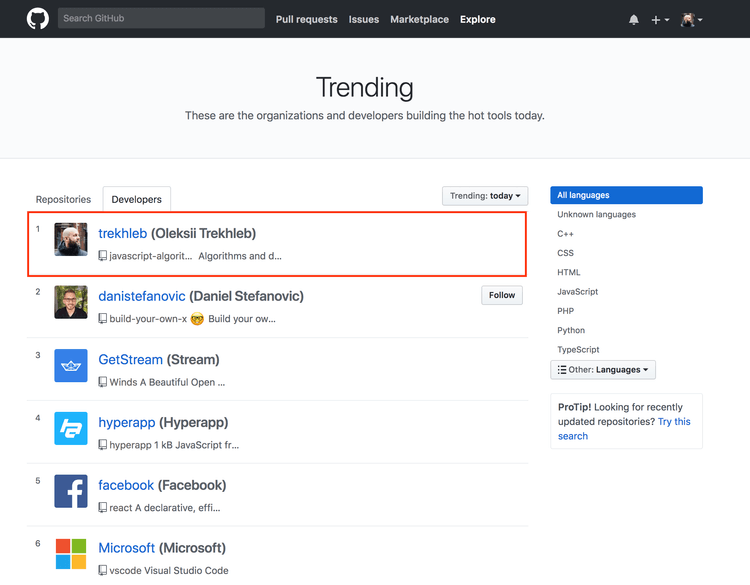 Search GitHub Pull requests Issues Marketplace Explore
Trending
These are the organizations and developers building the hot tools today.
Repositories Developers Trending: today
1 trekhleb (Oleksii Trekhleb)
javascript-algorit... Algorithms and d...
2 danistefanovic (Daniel Stefanovic) Follow
build-your-own-x 🤓 Build your ow...
3 GetStream (Stream)
Winds A Beautiful Open ...
4 hyperapp (Hyperapp)
hyperapp 1 kB JavaScript fr...
5 facebook (Facebook)
react A declarative, effi...
6 Microsoft (Microsoft)
vscode Visual Studio Code
All languages
Unknown languages
C++
CSS
HTML
JavaScript
PHP
Python
TypeScript
Other: Languages
ProTip! Looking for recently
updated repositories? Try this
search